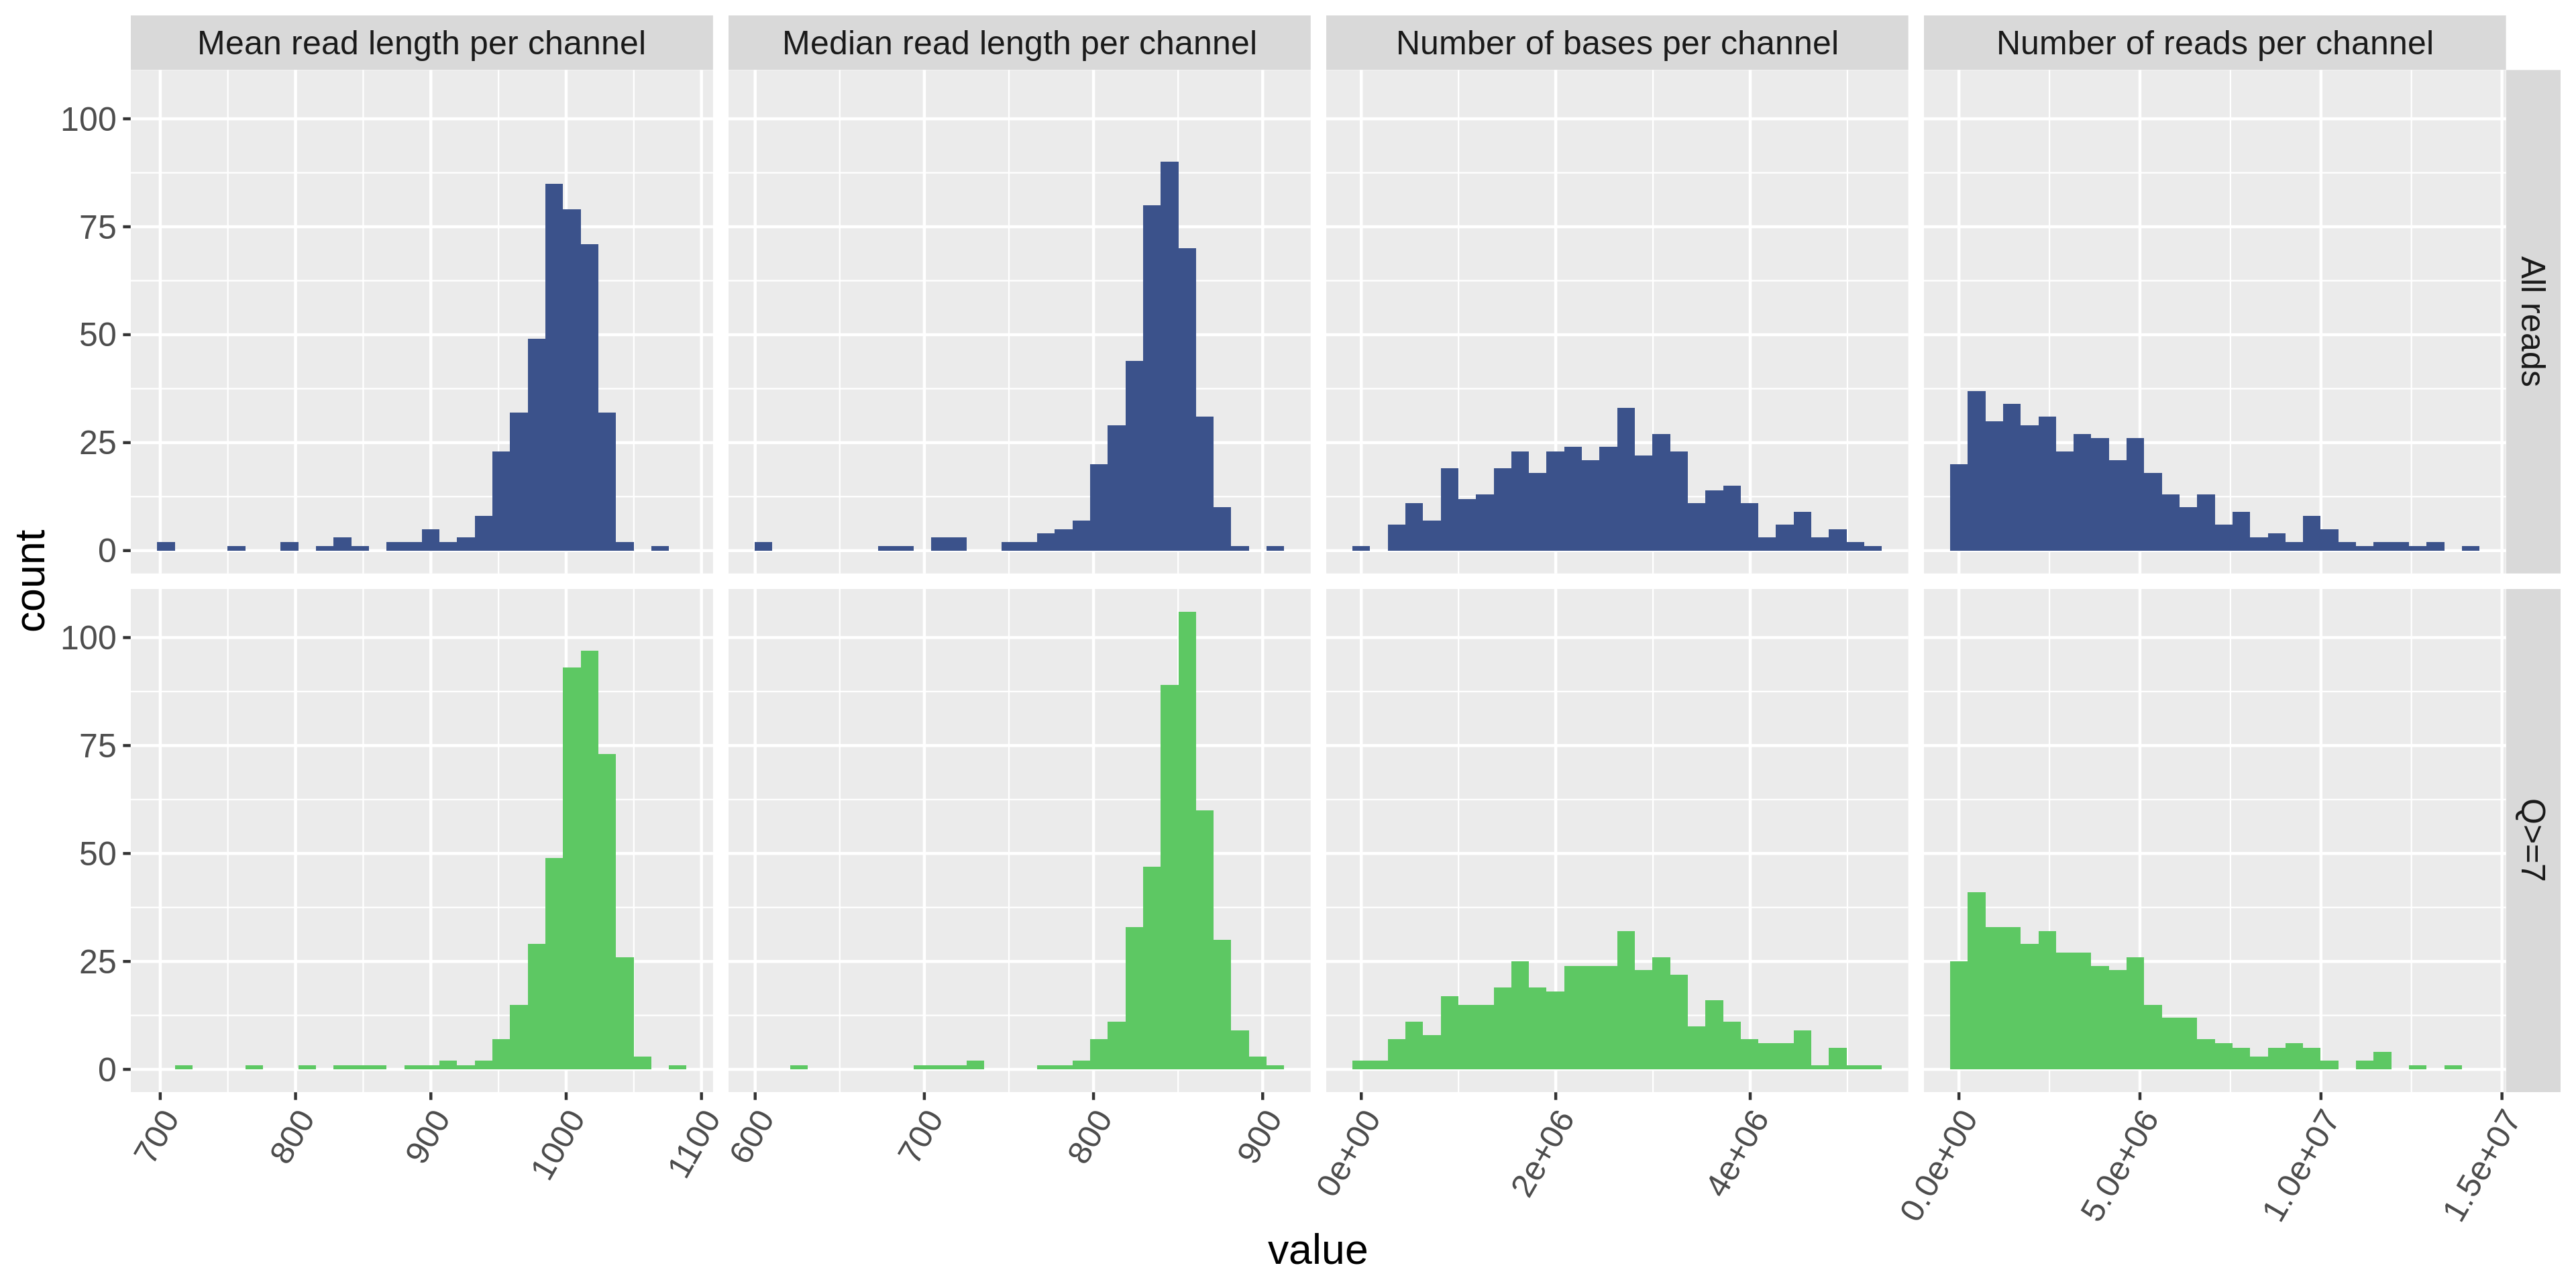 Mean read length per channel
Median read length per channel
Number of bases per channel
Number of reads per channel
100
75
50
25
0
All reads
count
100
75
50
25
0
Q>=7
700
800
900
1000
1100
600
700
800
900
0e+00
2e+06
4e+06
0.0e+00
5.0e+06
1.0e+07
1.5e+07
value